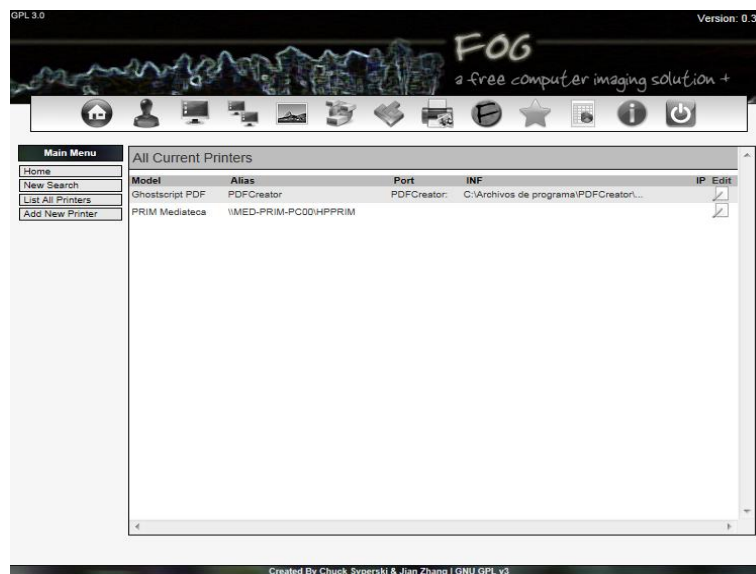 GPL 3.0
Version: 0.3
FOG
a free computer imaging solution +
Main Menu
Home
New Search
List All Printers
Add New Printer
All Current Printers
Model Alias Port INF IP Edit
Ghostscript PDF PDFCreator PDFCreator: C:\Archivos de programa\PDFCreator\...
PRIM Mediateca \\MED-PRIM-PC00\HPPRIM
Created By Chuck Syperski & Jian Zhang | GNU GPL v3